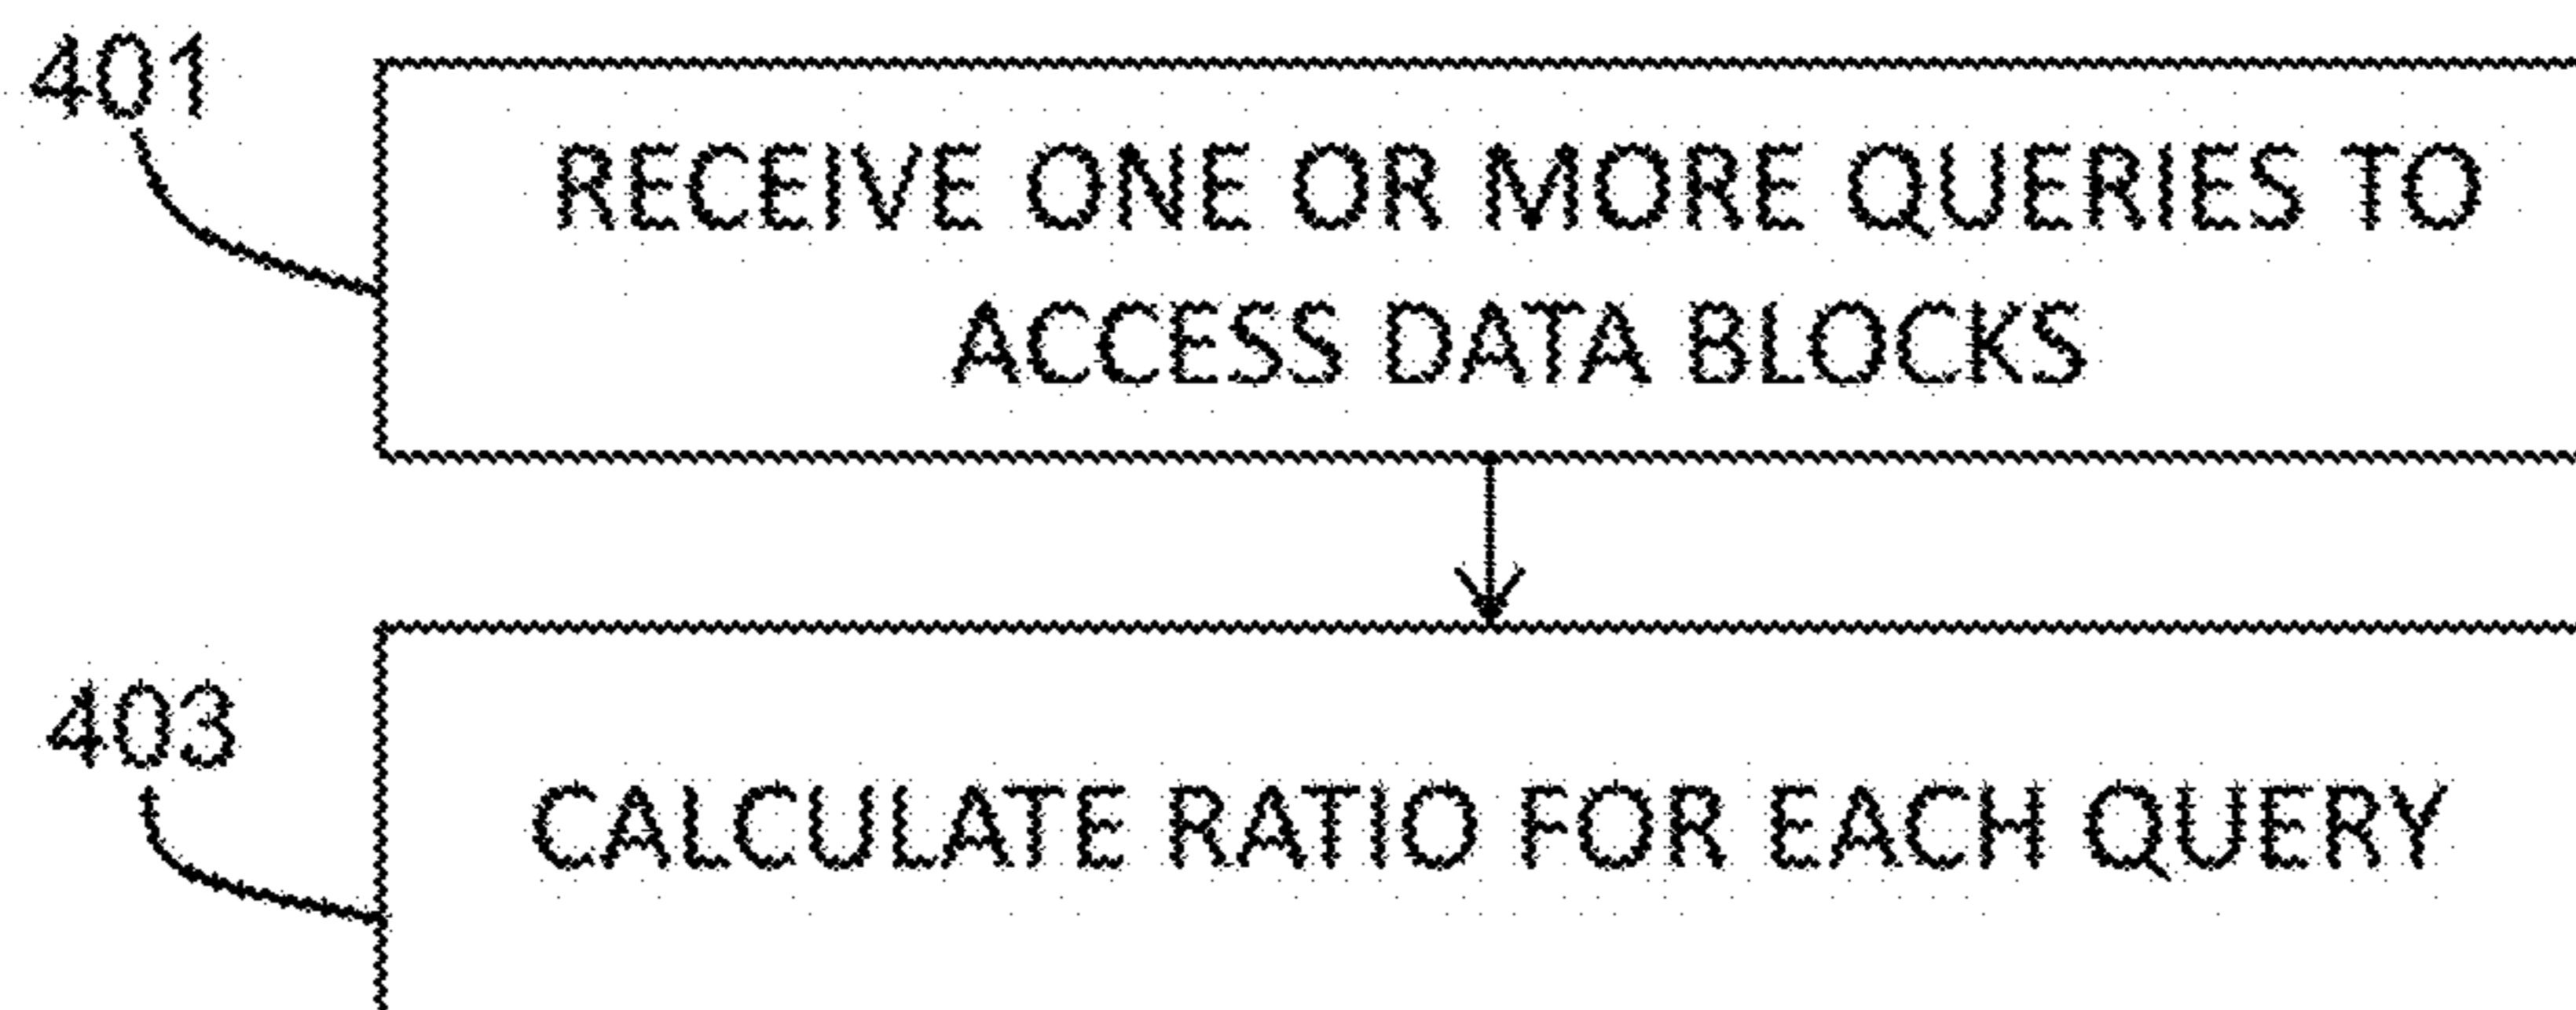 401
RECEIVE ONE OR MORE QUERIES TO
ACCESS DATA BLOCKS
403
CALCULATE RATIO FOR EACH QUERY